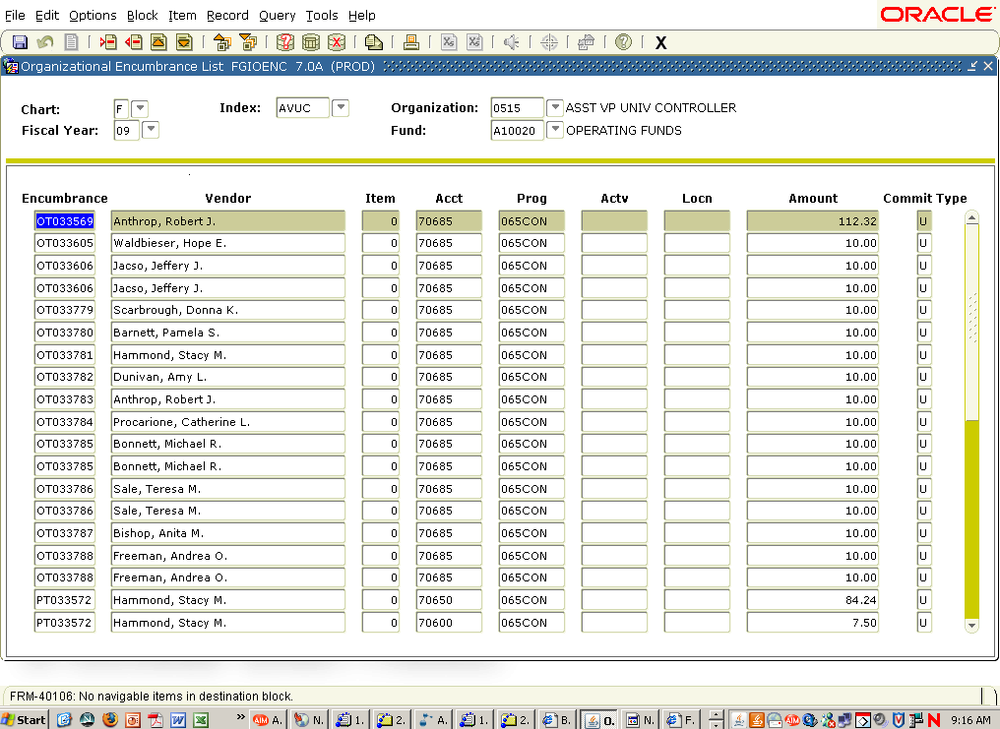 File Edit Options Block Item Record Query Tools Help
ORACLE
X
Organizational Encumbrance List FGIOENC 7.0A (PROD)
Chart: F Index: AVUC Organization: 0515 ASST VP UNIV CONTROLLER
Fiscal Year: 09 Fund: A10020 OPERATING FUNDS
Encumbrance Vendor Item Acct Prog Actv Locn Amount Commit Type
OT033569 Anthrop, Robert J. 0 70685 065CON 112.32 U
OT033605 Waldbieser, Hope E. 0 70685 065CON 10.00 U
OT033606 Jacso, Jeffery J. 0 70685 065CON 10.00 U
OT033606 Jacso, Jeffery J. 0 70685 065CON 10.00 U
OT033779 Scarbrough, Donna K. 0 70685 065CON 10.00 U
OT033780 Barnett, Pamela S. 0 70685 065CON 10.00 U
OT033781 Hammond, Stacy M. 0 70685 065CON 10.00 U
OT033782 Dunivan, Amy L. 0 70685 065CON 10.00 U
OT033783 Anthrop, Robert J. 0 70685 065CON 10.00 U
OT033784 Procarione, Catherine L. 0 70685 065CON 10.00 U
OT033785 Bonnett, Michael R. 0 70685 065CON 10.00 U
OT033785 Bonnett, Michael R. 0 70685 065CON 10.00 U
OT033786 Sale, Teresa M. 0 70685 065CON 10.00 U
OT033786 Sale, Teresa M. 0 70685 065CON 10.00 U
OT033787 Bishop, Anita M. 0 70685 065CON 10.00 U
OT033788 Freeman, Andrea O. 0 70685 065CON 10.00 U
OT033788 Freeman, Andrea O. 0 70685 065CON 10.00 U
PT033572 Hammond, Stacy M. 0 70650 065CON 84.24 U
PT033572 Hammond, Stacy M. 0 70600 065CON 7.50 U
FRM-40106: No navigable items in destination block.
Start » A. N. 1. 2. A. 1. 2. B. O. N. F. 9:16 AM